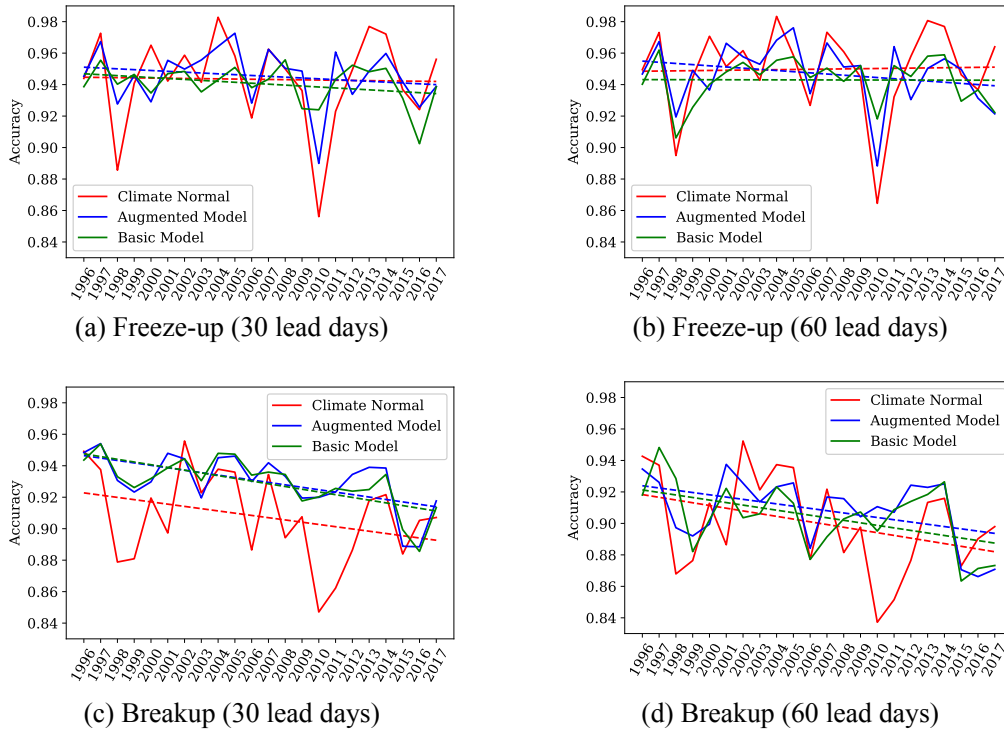 0.98
0.96
0.94
0.92
0.90
0.88
0.86
0.84
Accuracy
Climate Normal
Augmented Model
Basic Model
1996 1997 1998 1999 2000 2001 2002 2003 2004 2005 2006 2007 2008 2009 2010 2011 2012 2013 2014 2015 2016 2017
(a) Freeze-up (30 lead days)
0.98
0.96
0.94
0.92
0.90
0.88
0.86
0.84
Accuracy
Climate Normal
Augmented Model
Basic Model
1996 1997 1998 1999 2000 2001 2002 2003 2004 2005 2006 2007 2008 2009 2010 2011 2012 2013 2014 2015 2016 2017
(b) Freeze-up (60 lead days)
0.98
0.96
0.94
0.92
0.90
0.88
0.86
0.84
Accuracy
Climate Normal
Augmented Model
Basic Model
1996 1997 1998 1999 2000 2001 2002 2003 2004 2005 2006 2007 2008 2009 2010 2011 2012 2013 2014 2015 2016 2017
(c) Breakup (30 lead days)
0.98
0.96
0.94
0.92
0.90
0.88
0.86
0.84
Accuracy
Climate Normal
Augmented Model
Basic Model
1996 1997 1998 1999 2000 2001 2002 2003 2004 2005 2006 2007 2008 2009 2010 2011 2012 2013 2014 2015 2016 2017
(d) Breakup (60 lead days)